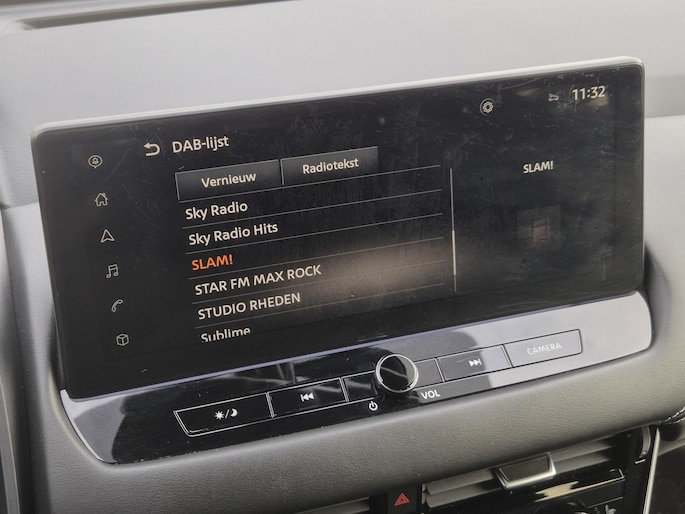 11:32
DAB-lijst
Vernieuw
Radiotekst
SLAM!
Sky Radio
Sky Radio Hits
SLAM!
STAR FM MAX ROCK
STUDIO RHEDEN
Sublime
CAMERA
VOL